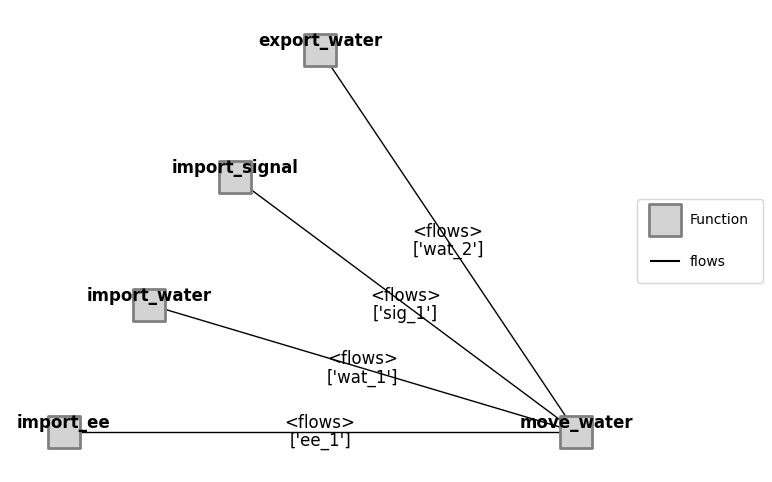 export_water
import_signal
<flows>
['wat_2']
Function
flows
import_water
<flows>
['sig_1']
<flows>
['wat_1']
import_ee
<flows>
['ee_1']
move_water